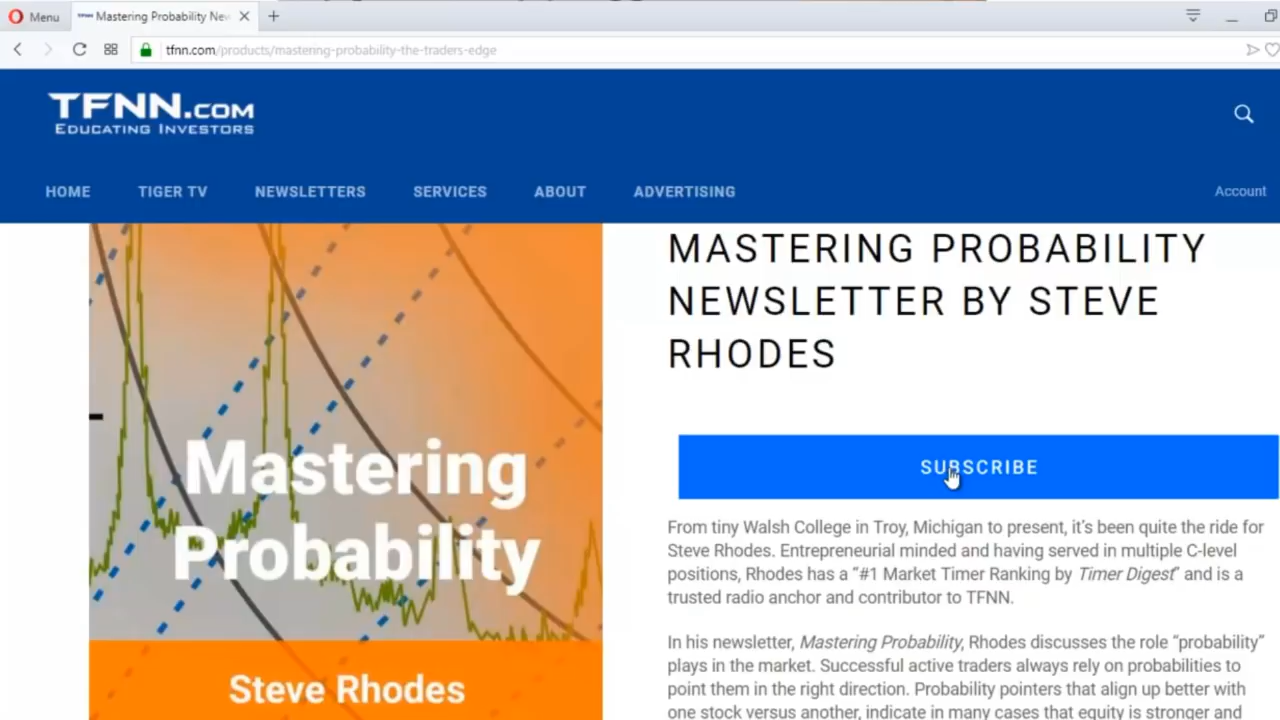 Menu
Mastering Probability New
tfnn.com/products/mastering-probability-the-traders-edge
TFNN.COM
EDUCATING INVESTORS
HOME TIGER TV NEWSLETTERS SERVICES ABOUT ADVERTISING Account
Mastering
Probability
Steve Rhodes
MASTERING PROBABILITY
NEWSLETTER BY STEVE
RHODES
SUBSCRIBE
From tiny Walsh College in Troy, Michigan to present, it's been quite the ride for
Steve Rhodes. Entrepreneurial minded and having served in multiple C-level
positions, Rhodes has a “#1 Market Timer Ranking by Timer Digest” and is a
trusted radio anchor and contributor to TFNN.
In his newsletter, Mastering Probability, Rhodes discusses the role “probability”
plays in the market. Successful active traders always rely on probabilities to
point them in the right direction. Probability pointers that align up better with
one stock versus another, indicate in many cases that equity is stronger and